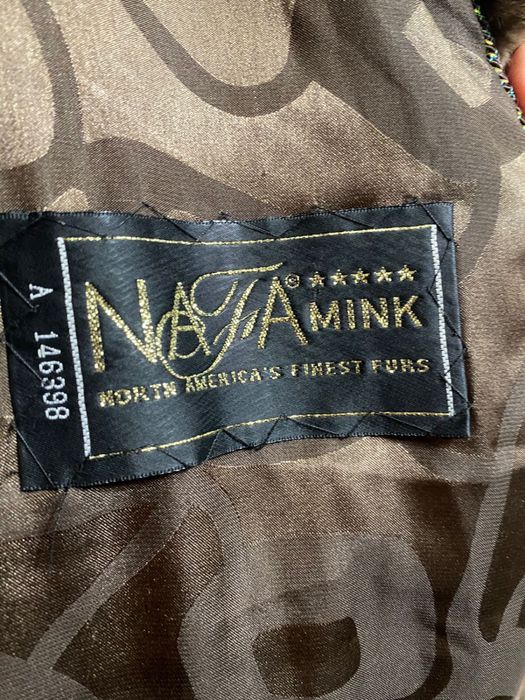 NAFA® ★★★★★ MINK
NORTH AMERICA'S FINEST FURS
A 146398